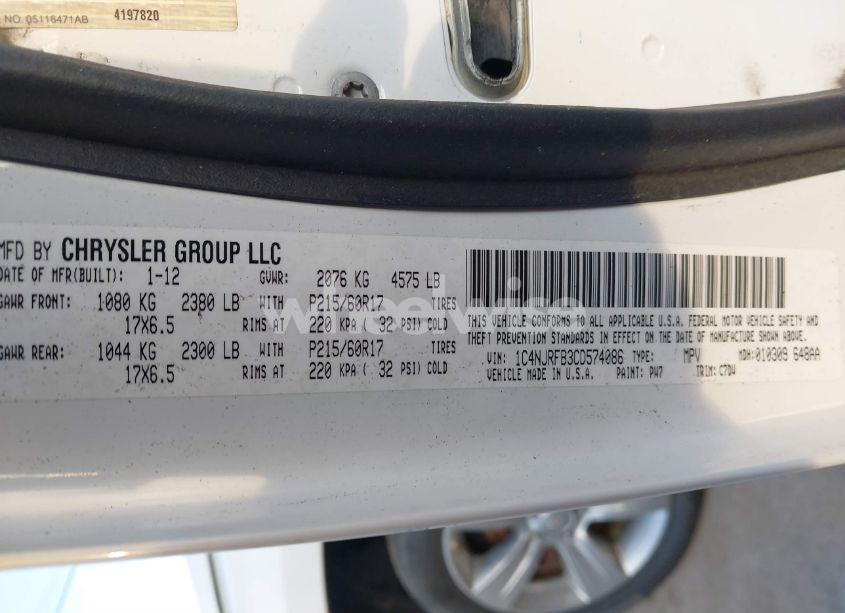 NO. 05116471AB 4197820
MFD BY CHRYSLER GROUP LLC
DATE OF MFR(BUILT): 1-12 GVWR: 2076 KG 4575 LB
GAWR FRONT: 1080 KG 2380 LB WITH P215/60R17 TIRES
17X6.5 RIMS AT 220 KPA ( 32 PSI) COLD
GAWR REAR: 1044 KG 2300 LB WITH P215/60R17 TIRES
17X6.5 RIMS AT 220 KPA ( 32 PSI) COLD
THIS VEHICLE CONFORMS TO ALL APPLICABLE U.S.A. FEDERAL MOTOR VEHICLE SAFETY AND
THEFT PREVENTION STANDARDS IN EFFECT ON THE DATE OF MANUFACTURE SHOWN ABOVE.
VIN: 1C4NJRFB3CD574086 TYPE: MPV MDH: 010309 648AA
VEHICLE MADE IN U.S.A. PAINT: PW7 TRIM: C7DW